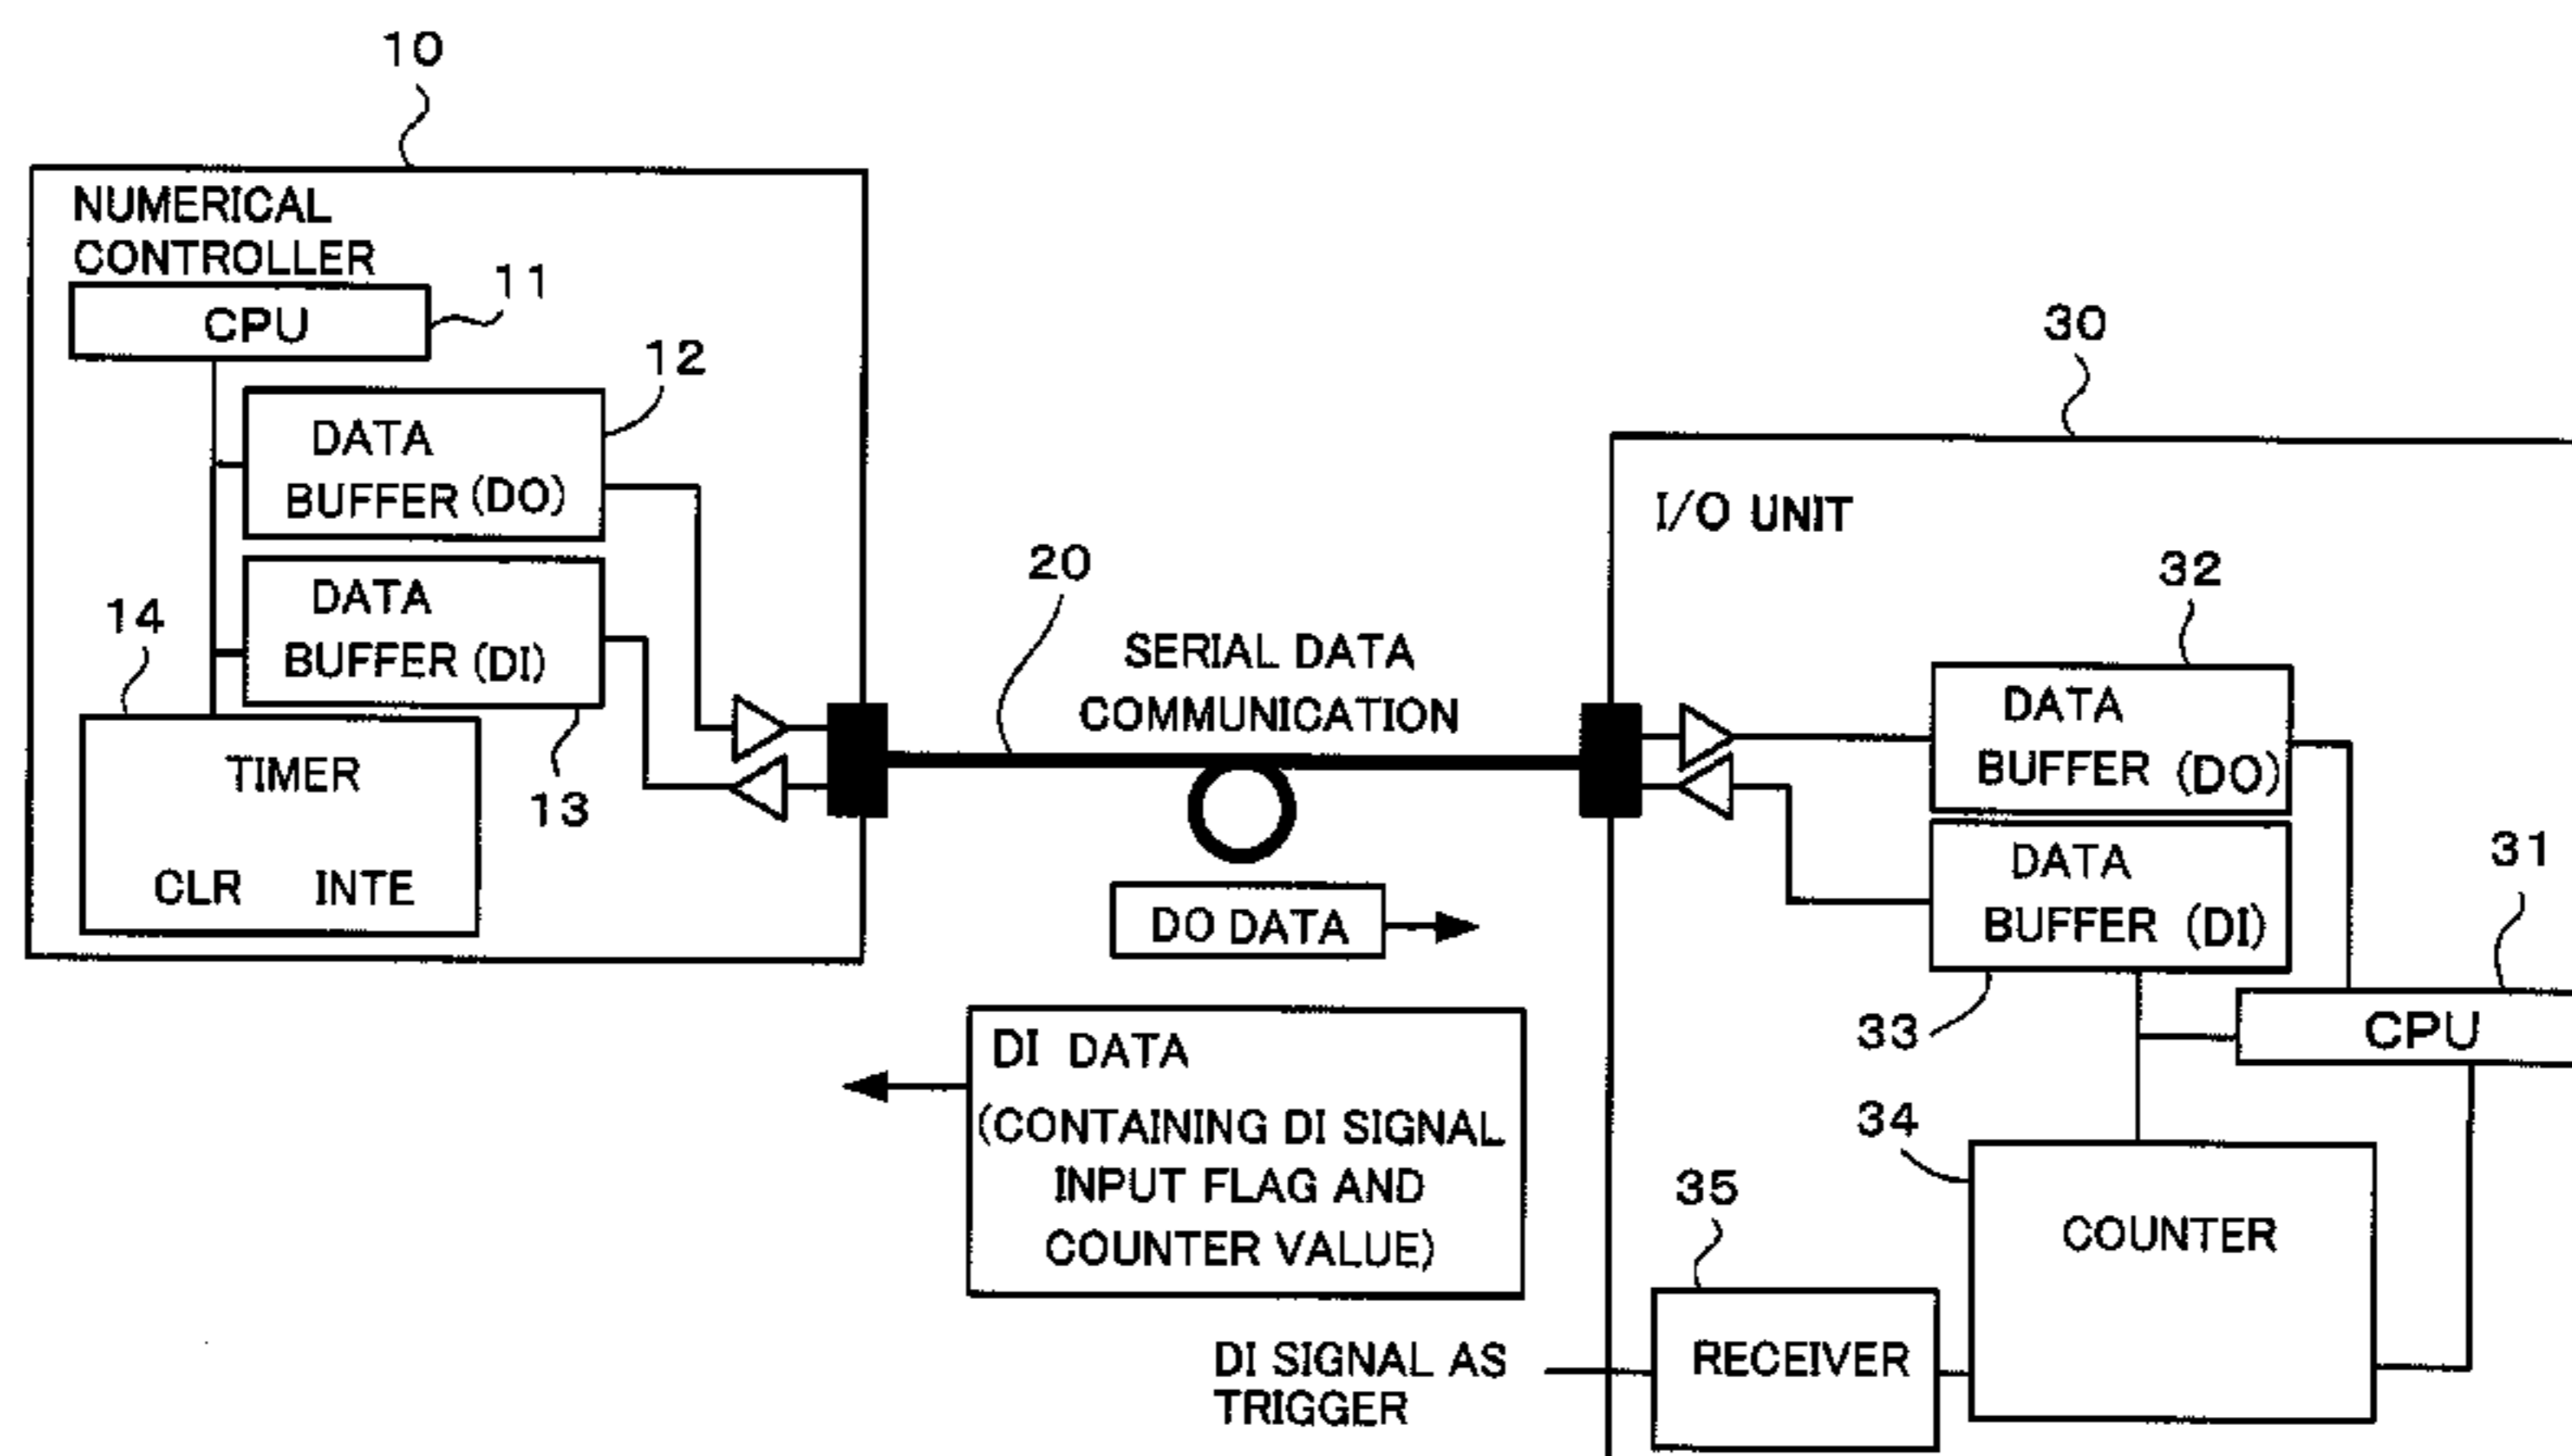 10
NUMERICAL
CONTROLLER
11
CPU
12
DATA
BUFFER (DO)
DATA
BUFFER (DI)
13
14
TIMER
CLR INTE
20
SERIAL DATA
COMMUNICATION
DO DATA
DI DATA
(CONTAINING DI SIGNAL
INPUT FLAG AND
COUNTER VALUE)
30
I/O UNIT
32
DATA
BUFFER (DO)
DATA
BUFFER (DI)
33
31
CPU
34
COUNTER
35
RECEIVER
DI SIGNAL AS
TRIGGER